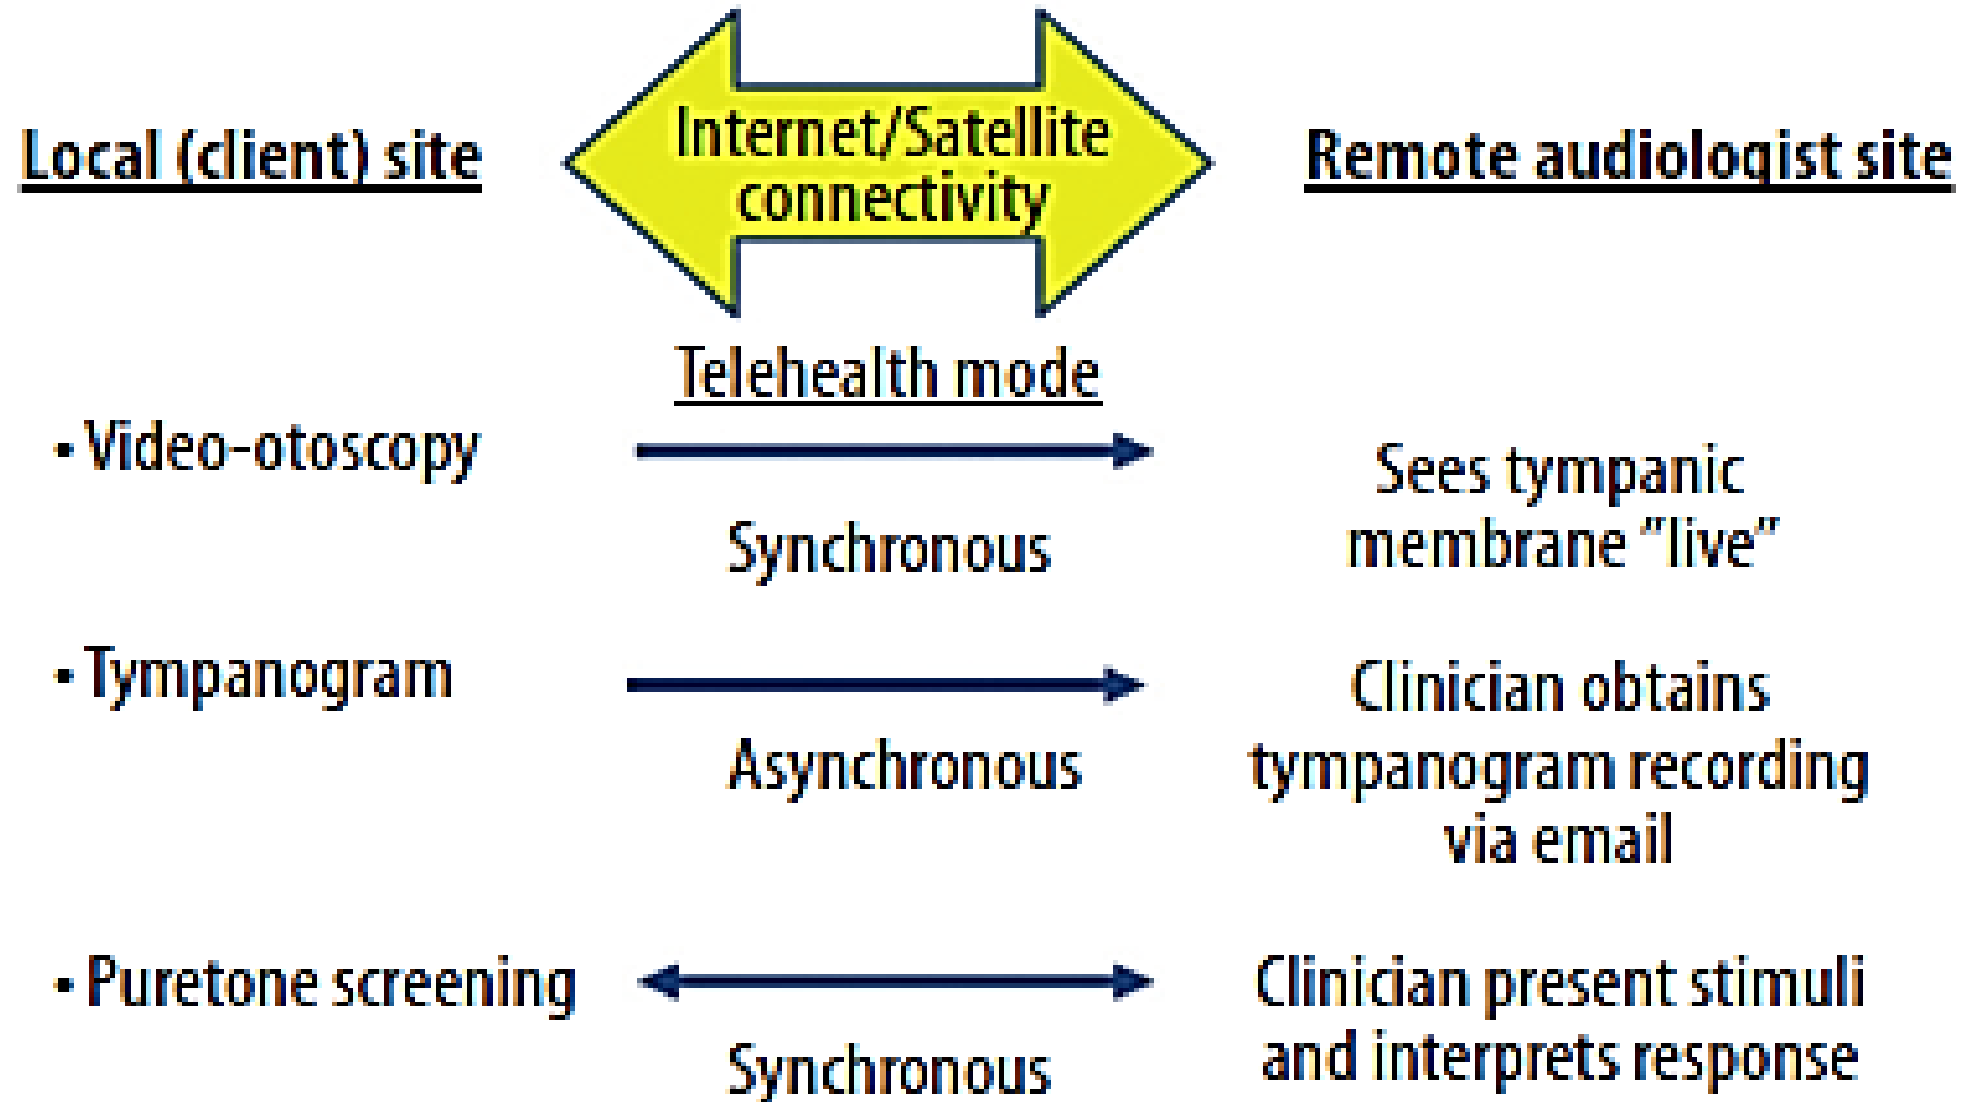 Local (client) site
Internet/Satellite
connectivity
Remote audiologist site
Telehealth mode
• Video-otoscopy
Synchronous
Sees tympanic
membrane “live”
• Tympanogram
Asynchronous
Clinician obtains
tympanogram recording
via email
• Puretone screening
Synchronous
Clinician present stimuli
and interprets response